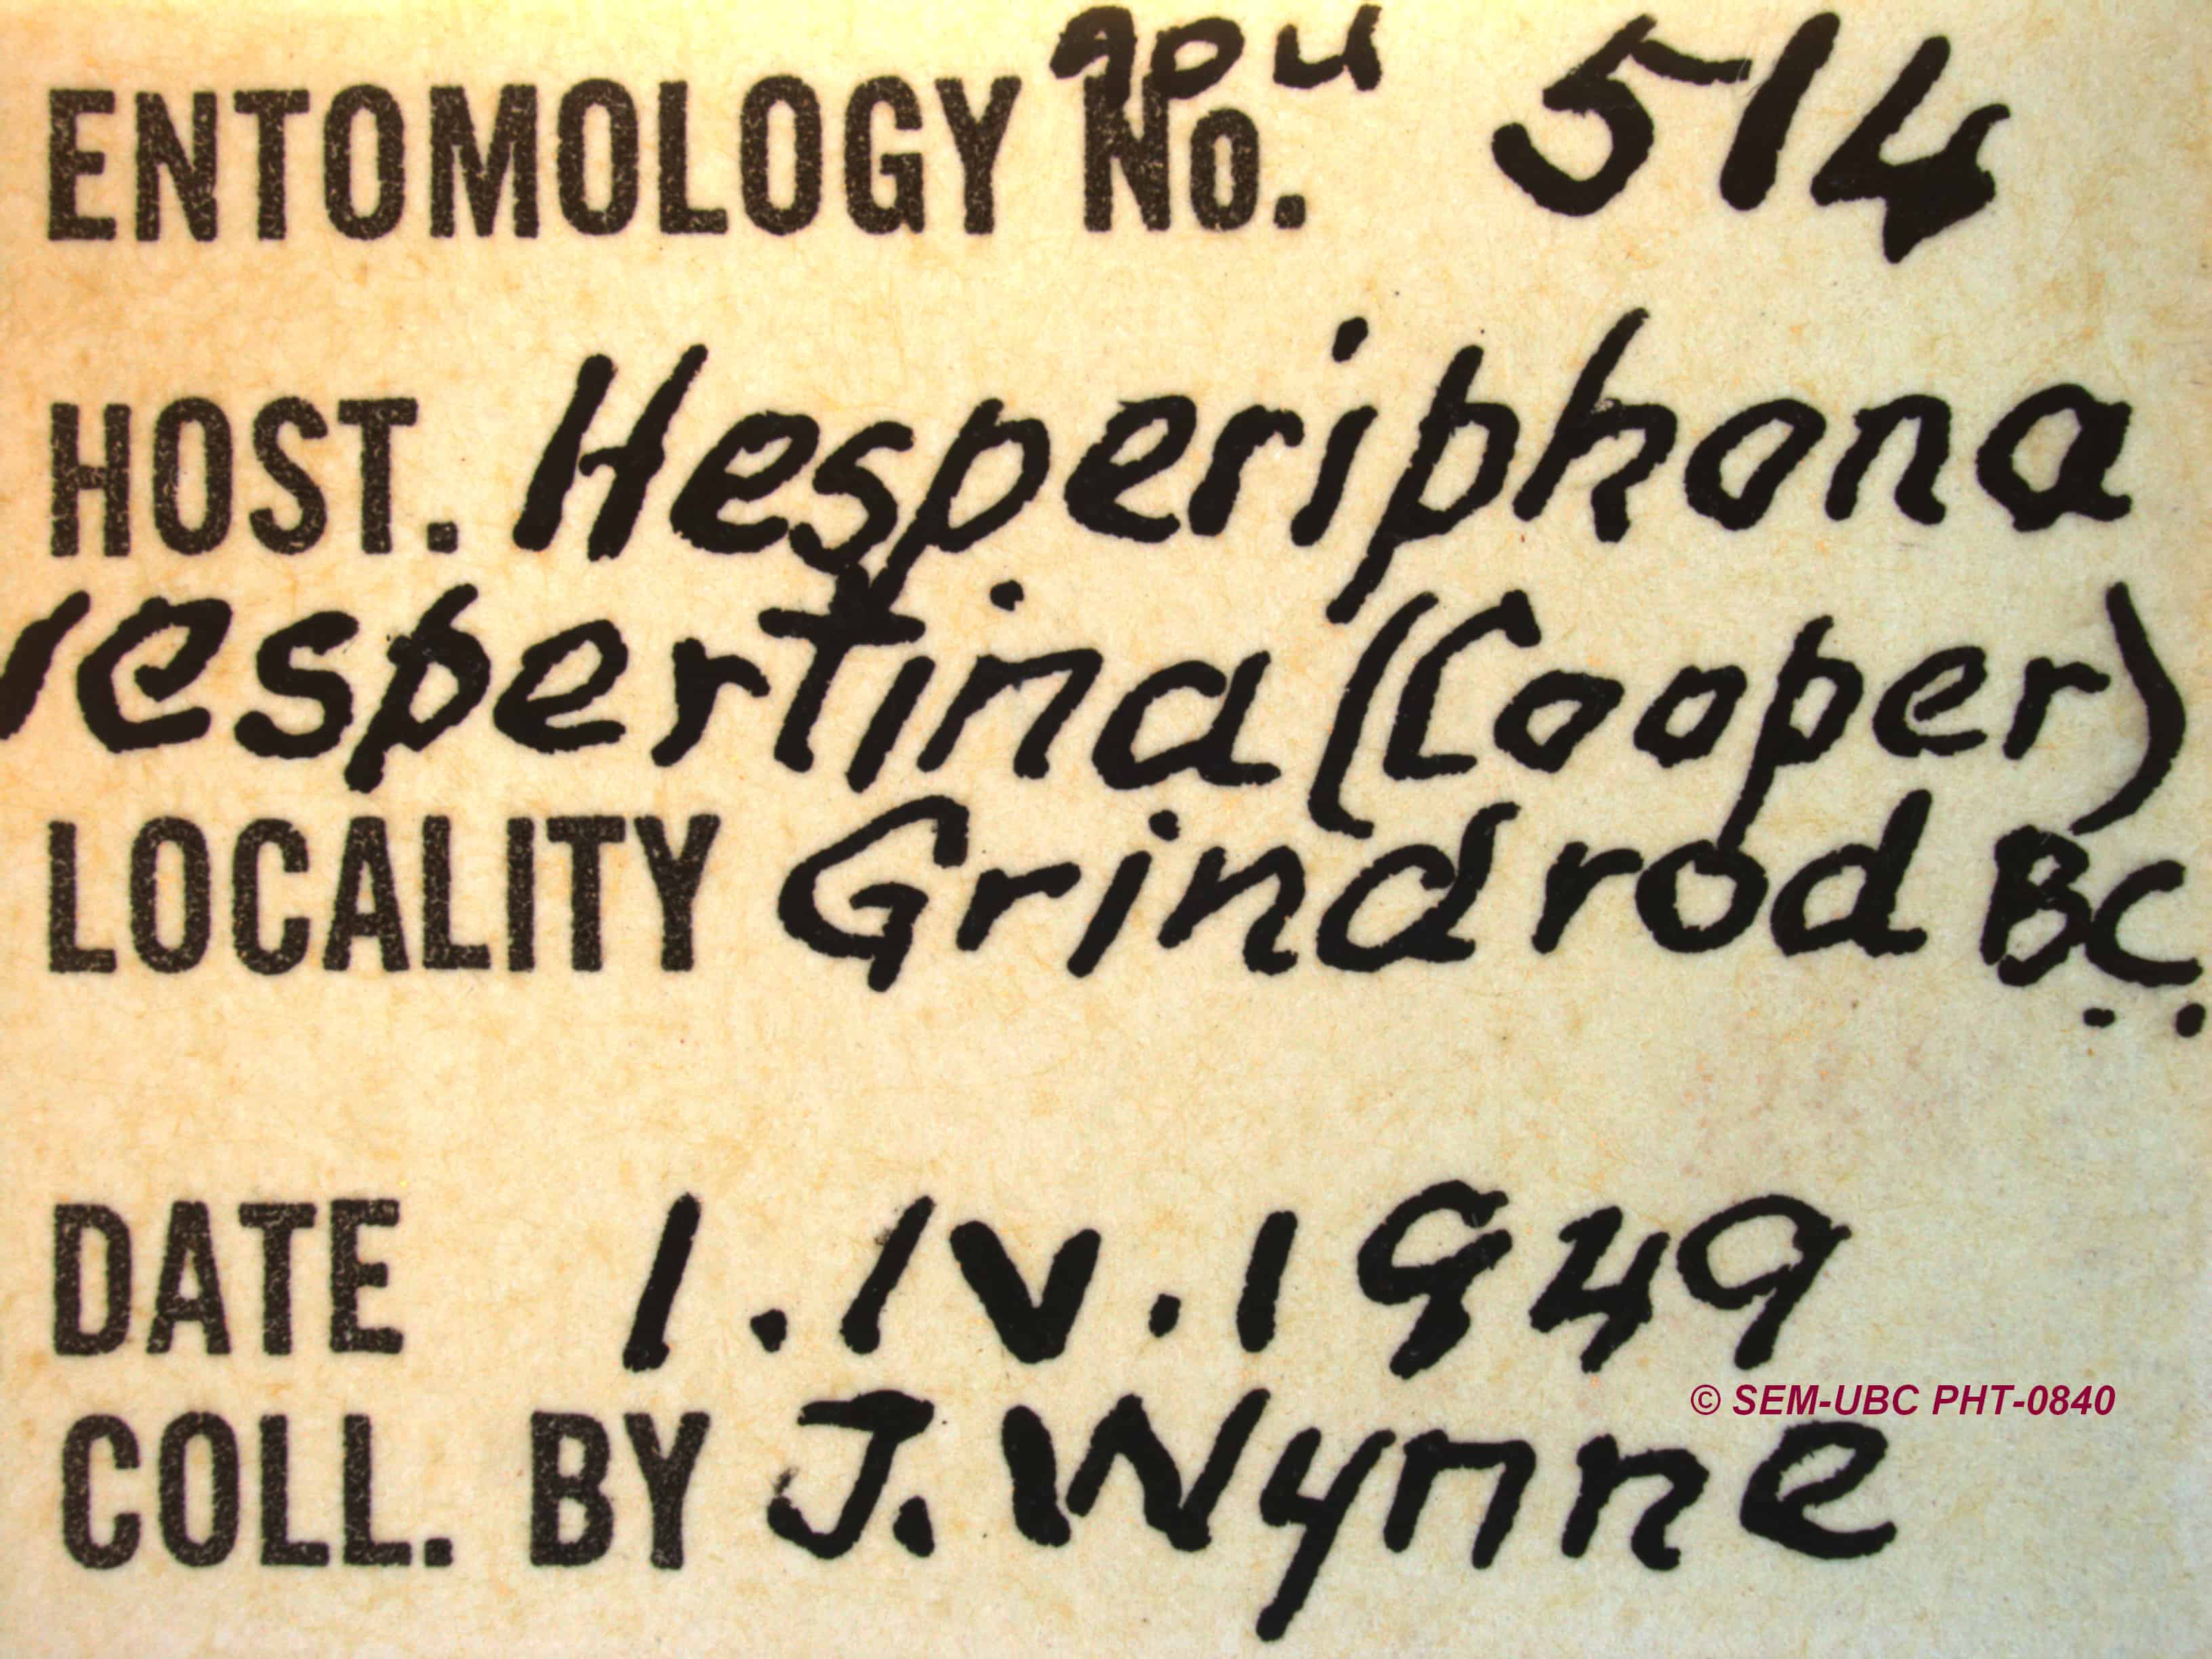 ENTOMOLOGY No. 514
HOST. Hesperiphona
vespertina (Cooper)
LOCALITY Grindrod B.C.
DATE 1.IV.1949
© SEM-UBC PHT-0840
COLL. BY J. Wynne